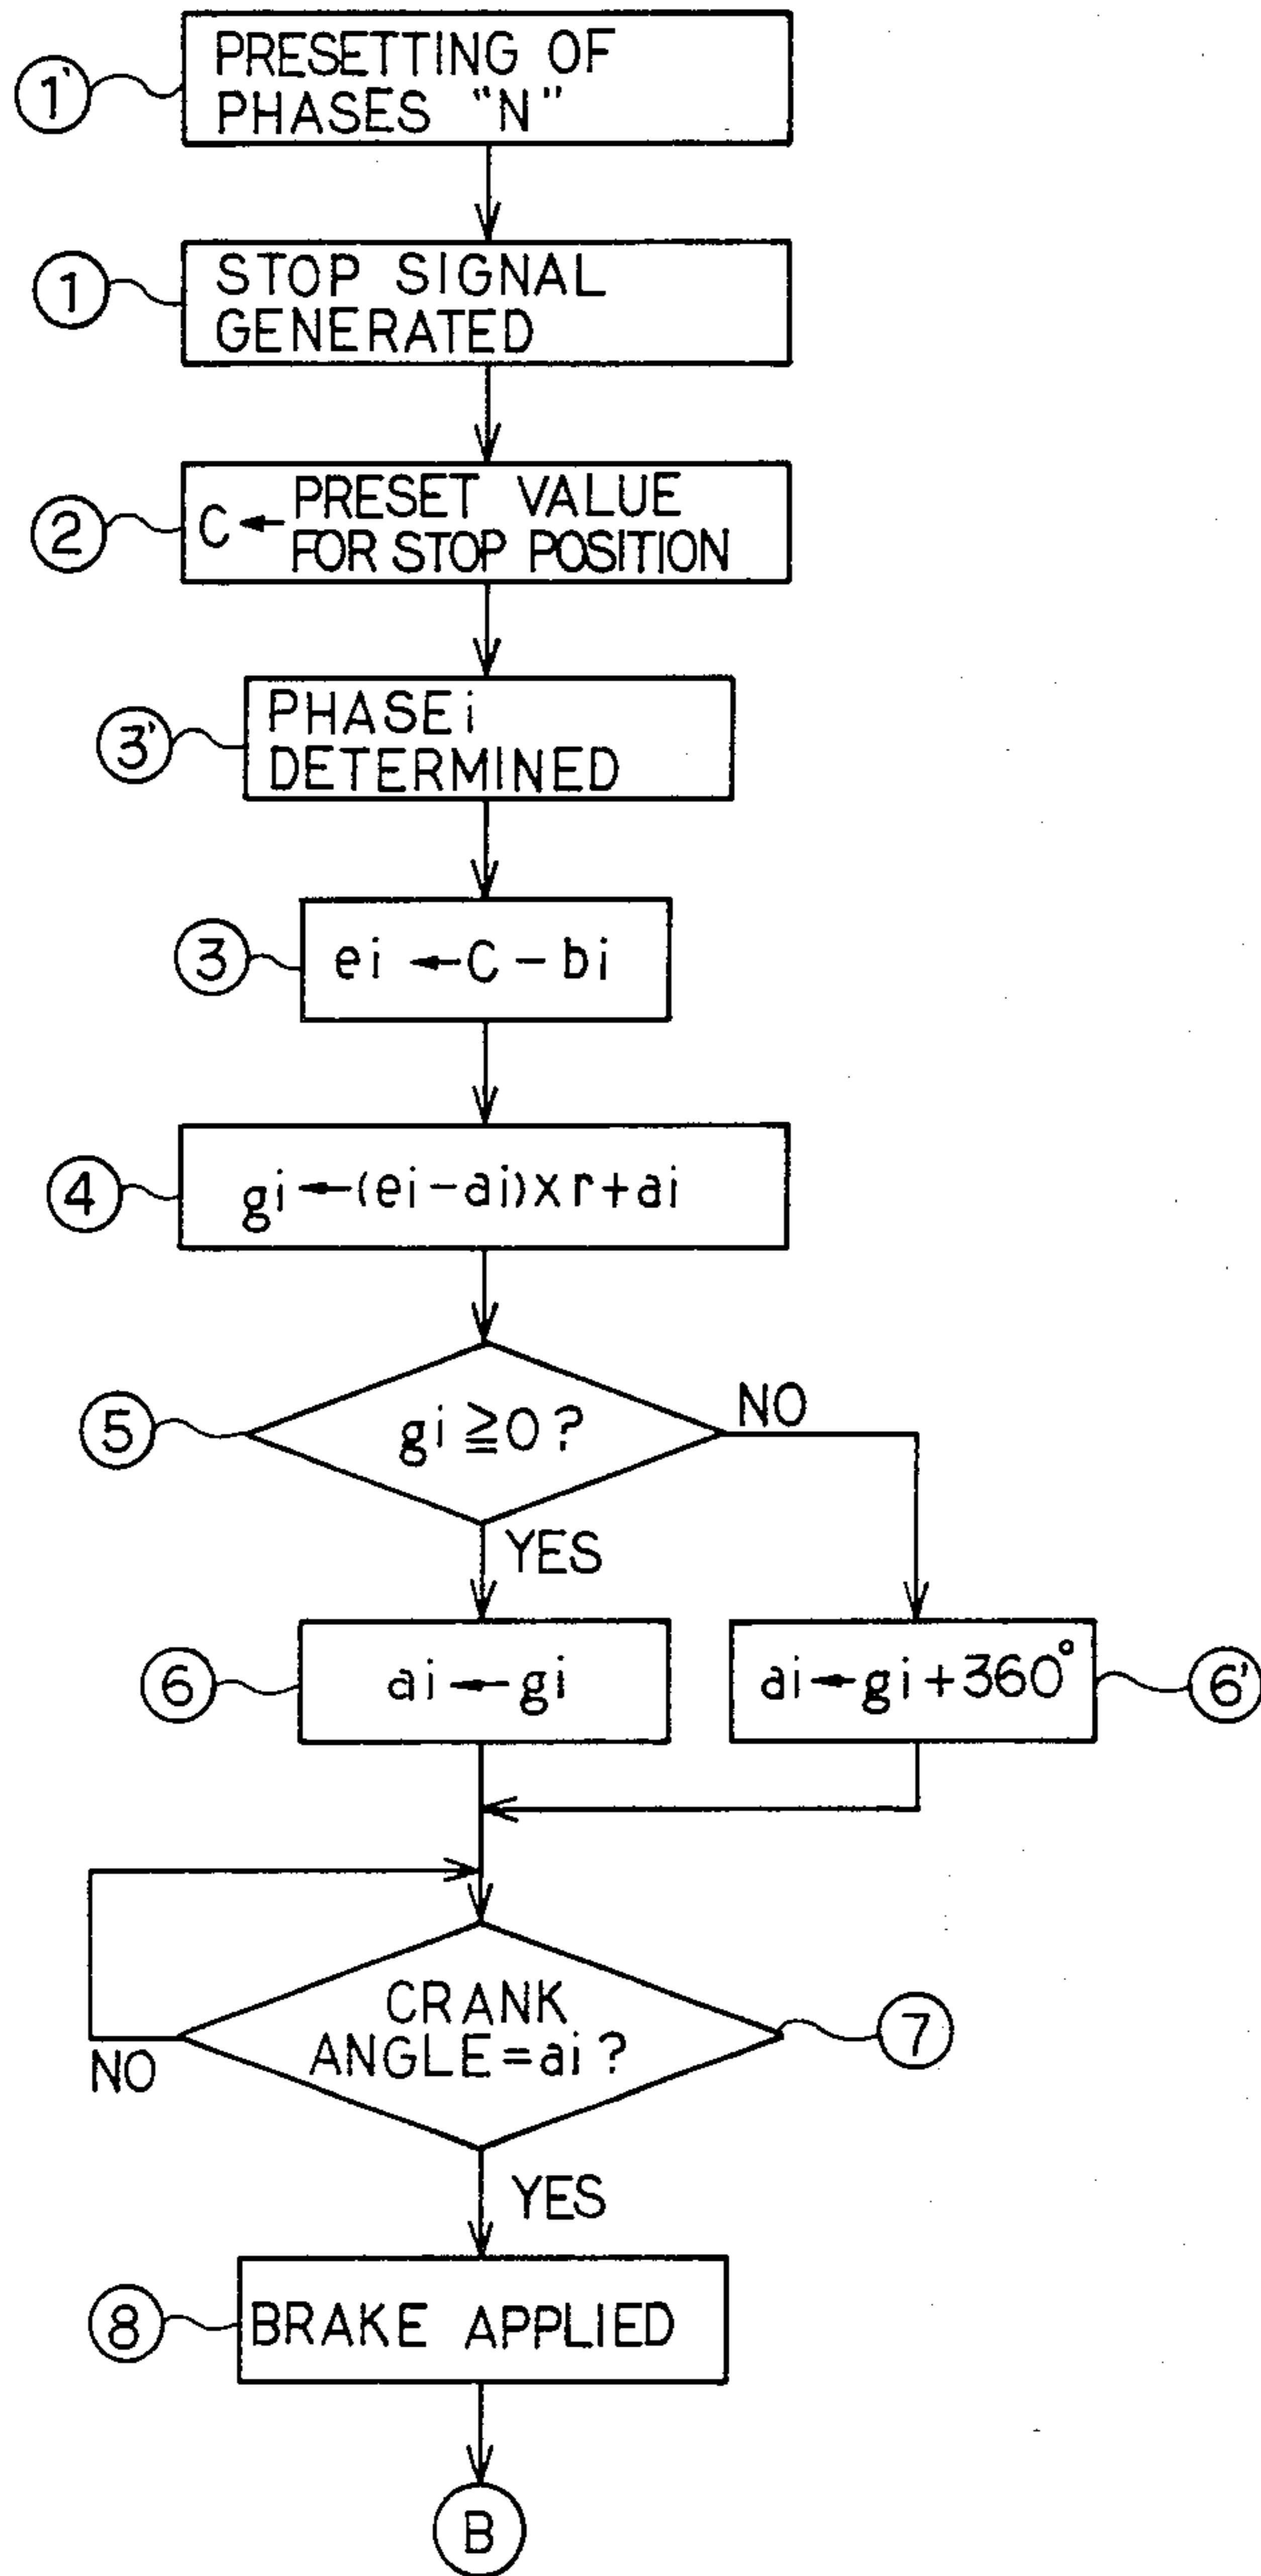 1'
PRESETTING OF
PHASES "N"
1
STOP SIGNAL
GENERATED
2
C ← PRESET VALUE
FOR STOP POSITION
3'
PHASE i
DETERMINED
3
ei ← C - bi
4
gi ← (ei - ai) x r + ai
5
gi ≧ 0 ?
NO
YES
6
ai ← gi
ai ← gi + 360°
6'
CRANK
ANGLE = ai ?
7
NO
YES
8
BRAKE APPLIED
B